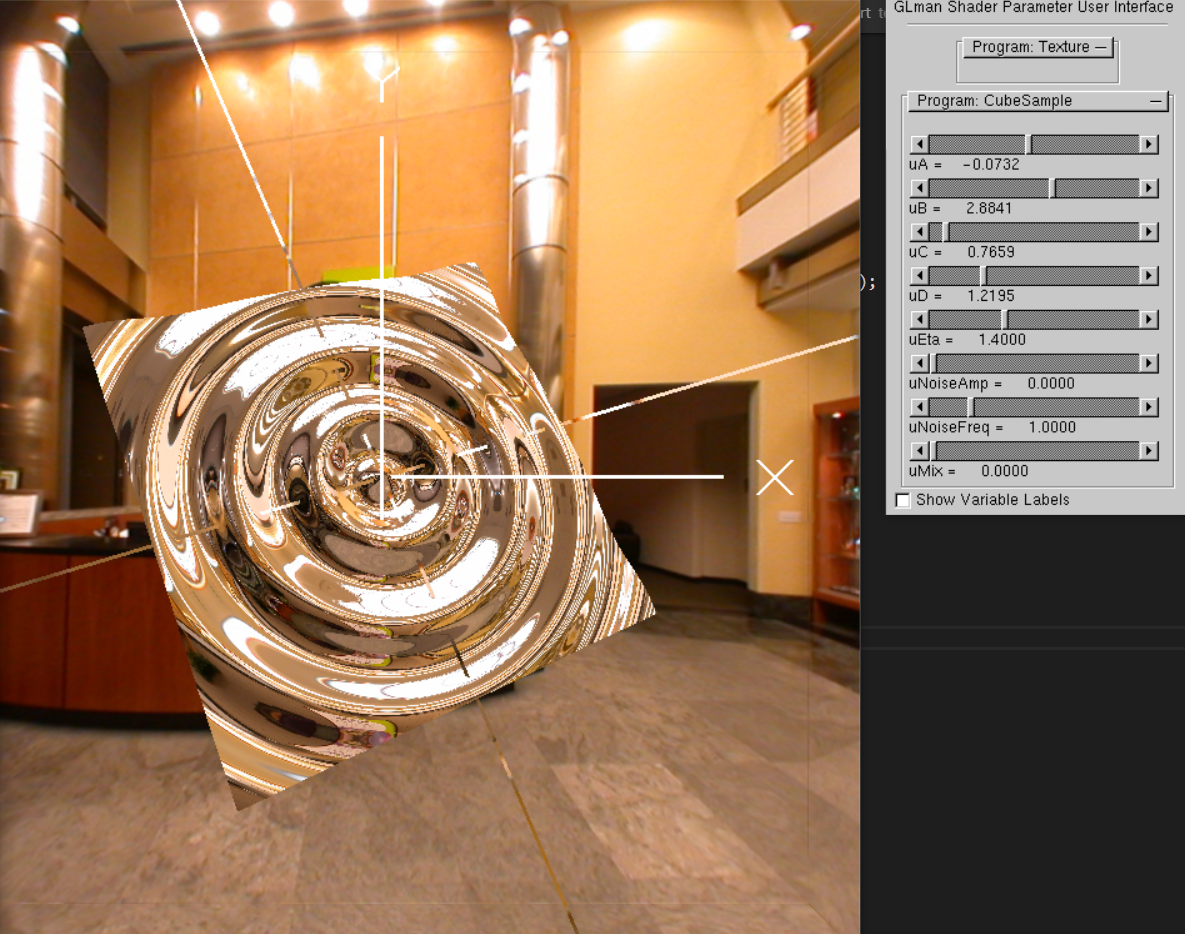 rt t
GLman Shader Parameter User Interface
Program: Texture
Program: CubeSample
uA = -0.0732
uB = 2.8841
uC = 0.7659
);
uD = 1.2195
uEta = 1.4000
uNoiseAmp = 0.0000
uNoiseFreq = 1.0000
uMix = 0.0000
Show Variable Labels
Y
X